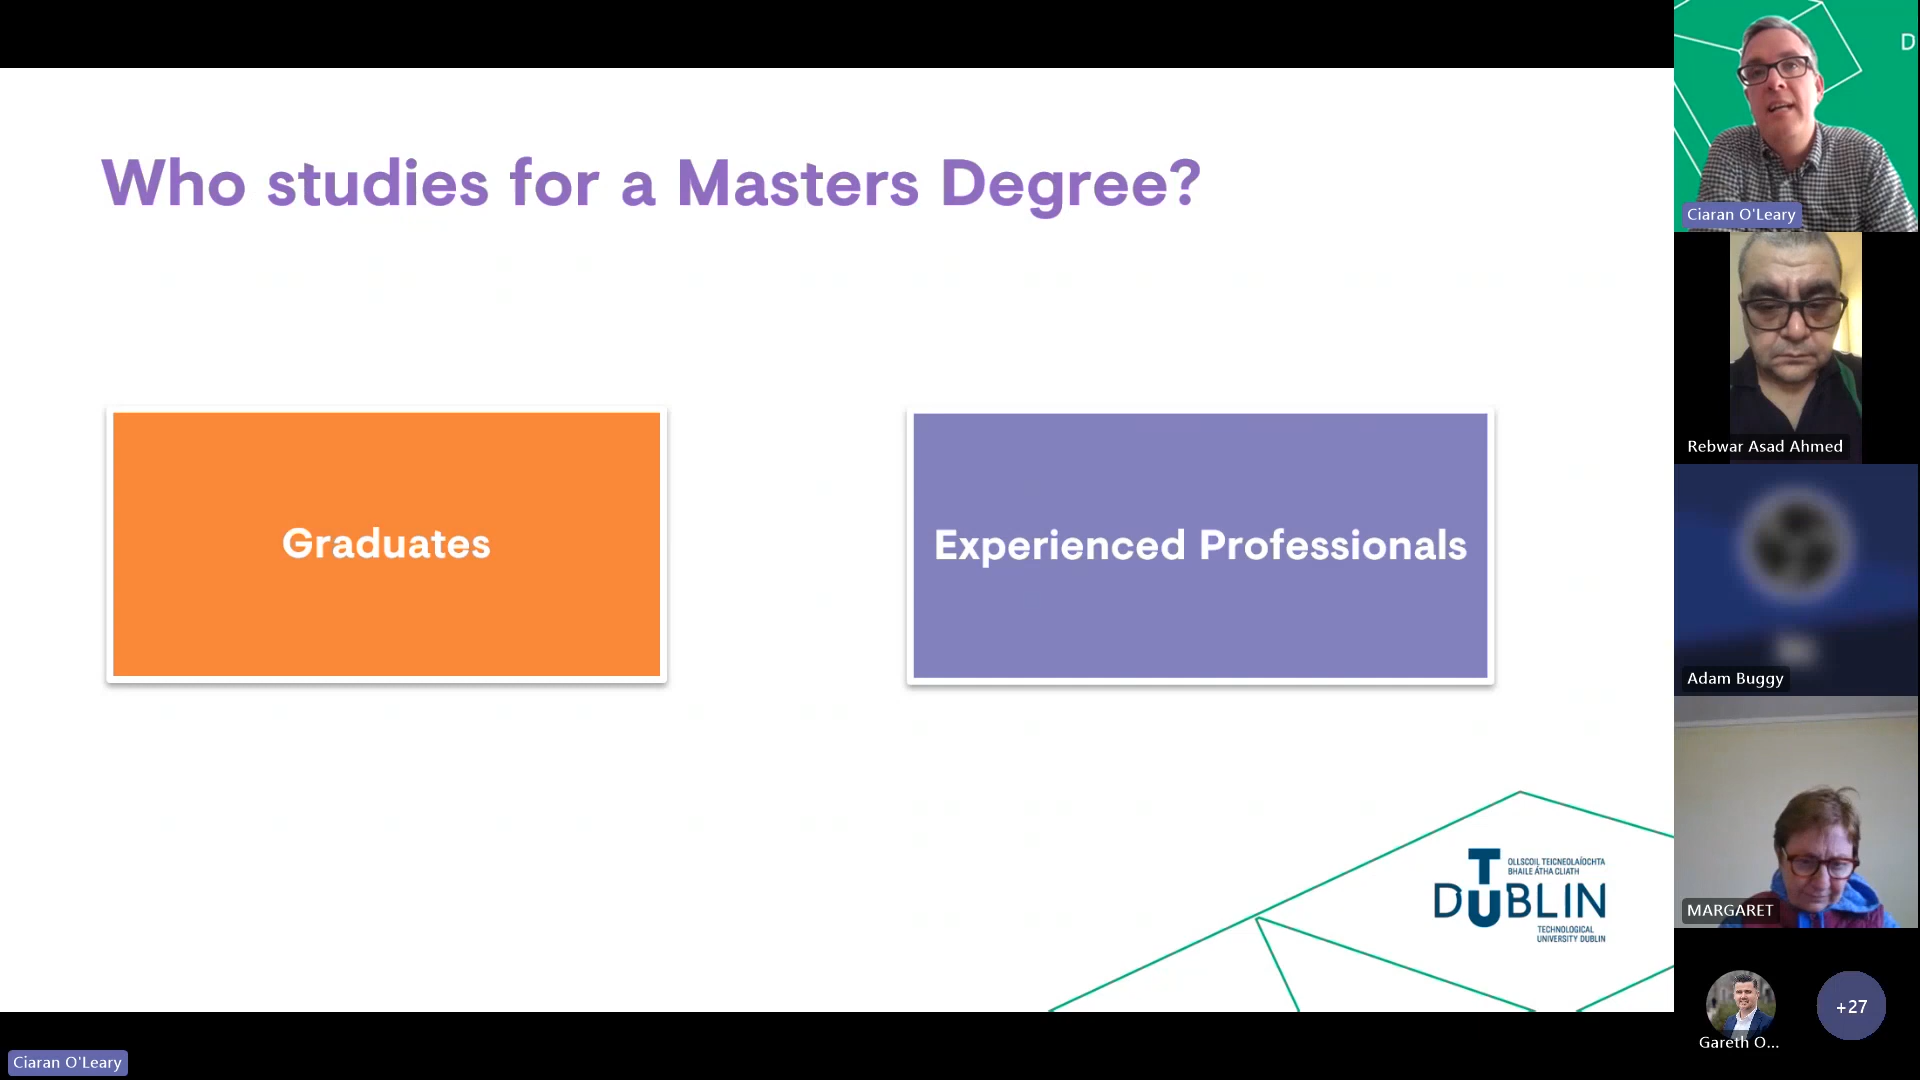 Who studies for a Masters Degree?
Graduates
Experienced Professionals
OLLSCOIL TEICNEOLAÍOCHTA
BHAILE ÁTHA CLIATH
TU DUBLIN
TECHNOLOGICAL
UNIVERSITY DUBLIN
D
Ciaran O'Leary
Rebwar Asad Ahmed
Adam Buggy
MARGARET
Gareth O...
+27
Ciaran O'Leary